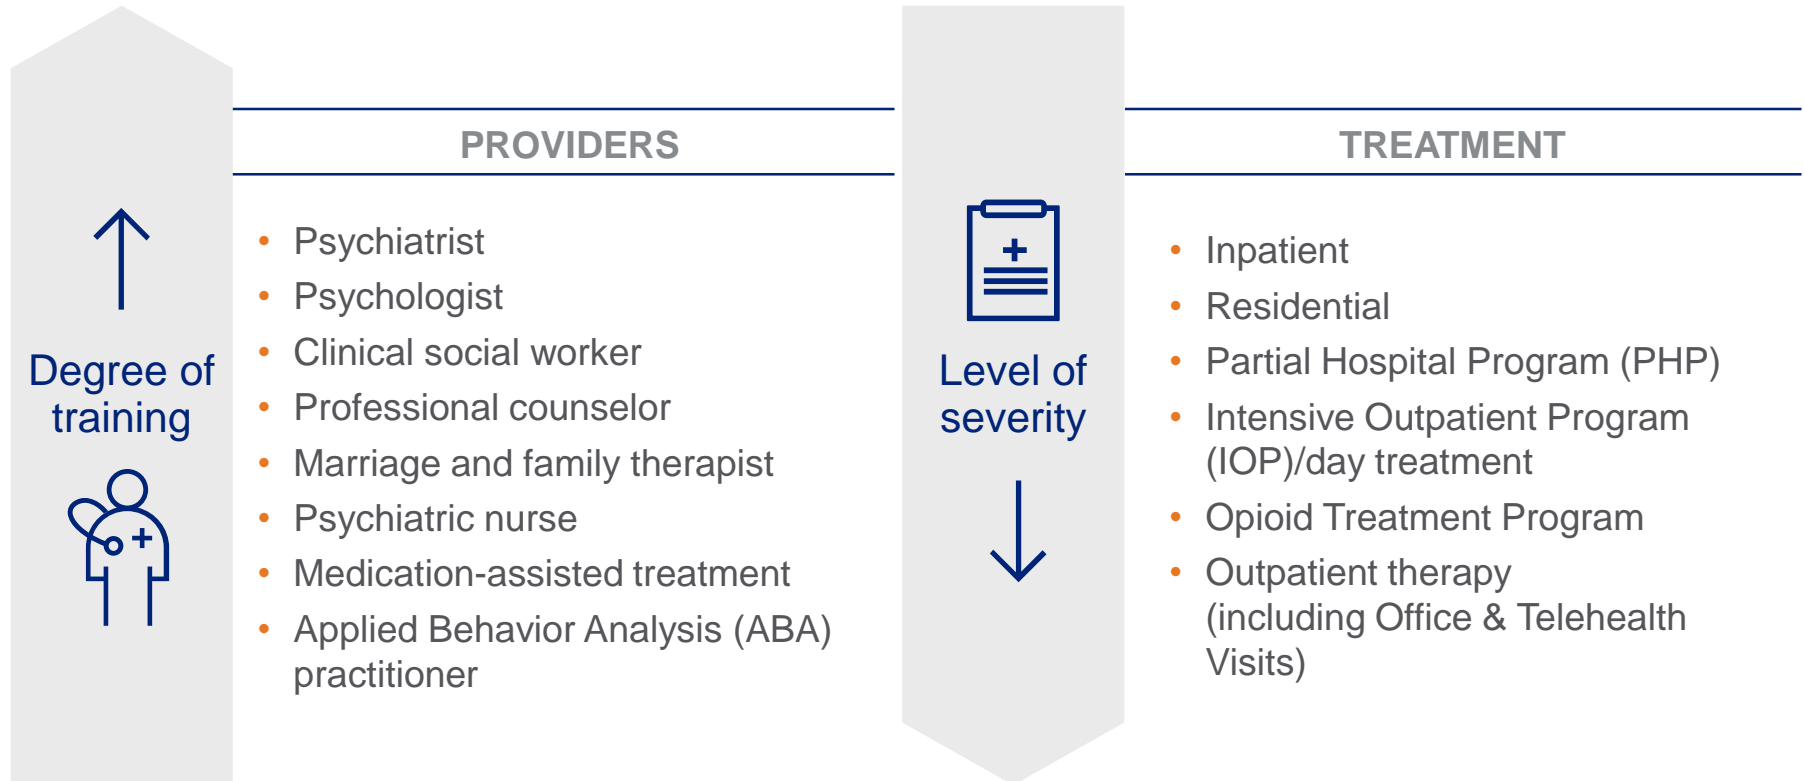 Degree of
training
PROVIDERS
• Psychiatrist
• Psychologist
• Clinical social worker
• Professional counselor
• Marriage and family therapist
• Psychiatric nurse
• Medication-assisted treatment
• Applied Behavior Analysis (ABA)
practitioner
Level of
severity
TREATMENT
• Inpatient
• Residential
• Partial Hospital Program (PHP)
• Intensive Outpatient Program
(IOP)/day treatment
• Opioid Treatment Program
• Outpatient therapy
(including Office & Telehealth
Visits)